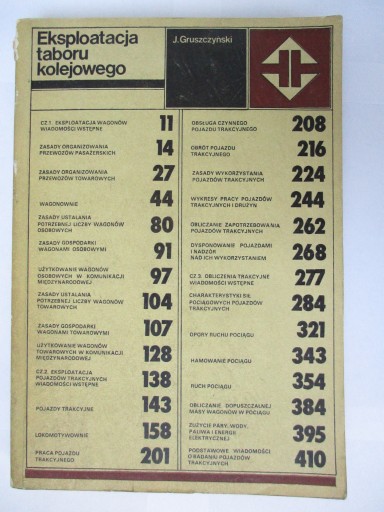 Eksploatacja
taboru
kolejowego
J. Gruszczyński
CZ.1. EKSPLOATACJA WAGONÓW
WIADOMOŚCI WSTĘPNE
11
ZASADY ORGANIZOWANIA
PRZEWOZÓW PASAŻERSKICH
14
ZASADY ORGANIZOWANIA
PRZEWOZÓW TOWAROWYCH
27
WAGONOWNIE
44
ZASADY USTALANIA
POTRZEBNEJ LICZBY WAGONÓW
OSOBOWYCH
80
ZASADY GOSPODARKI
WAGONAMI OSOBOWYMI
91
UŻYTKOWANIE WAGONÓW
OSOBOWYCH W KOMUNIKACJI
MIĘDZYNARODOWEJ
97
ZASADY USTALANIA
POTRZEBNEJ LICZBY WAGONÓW
TOWAROWYCH
104
ZASADY GOSPODARKI
WAGONAMI TOWAROWYMI
107
UŻYTKOWANIE WAGONÓW
TOWAROWYCH W KOMUNIKACJI
MIĘDZYNARODOWEJ
128
CZ.2. EKSPLOATACJA
POJAZDÓW TRAKCYJNYCH
WIADOMOŚCI WSTĘPNE
138
POJAZDY TRAKCYJNE
143
LOKOMOTYWOWNIE
158
PRACA POJAZDU
TRAKCYJNEGO
201
OBSŁUGA CZYNNEGO
POJAZDU TRAKCYJNEGO
208
OBRÓT POJAZDU
TRAKCYJNEGO
216
ZASADY WYKORZYSTANIA
POJAZDÓW TRAKCYJNYCH
224
WYKRESY PRACY POJAZDÓW
TRAKCYJNYCH I DRUŻYN
244
OBLICZANIE ZAPOTRZEBOWANIA
POJAZDÓW TRAKCYJNYCH
262
DYSPONOWANIE POJAZDAMI
I NADZÓR
NAD ICH WYKORZYSTANIEM
268
CZ.3. OBLICZENIA TRAKCYJNE
WIADOMOŚCI WSTĘPNE
277
CHARAKTERYSTYKI SIŁ
POCIĄGOWYCH POJAZDÓW
TRAKCYJNYCH
284
OPORY RUCHU POCIĄGU
321
HAMOWANIE POCIĄGU
343
RUCH POCIĄGU
354
OBLICZANIE DOPUSZCZALNEJ
MASY WAGONÓW W POCIĄGU
384
ZUŻYCIE PARY, WODY,
PALIWA I ENERGII
ELEKTRYCZNEJ
395
PODSTAWOWE WIADOMOŚCI
O BADANIU POJAZDÓW
TRAKCYJNYCH
410